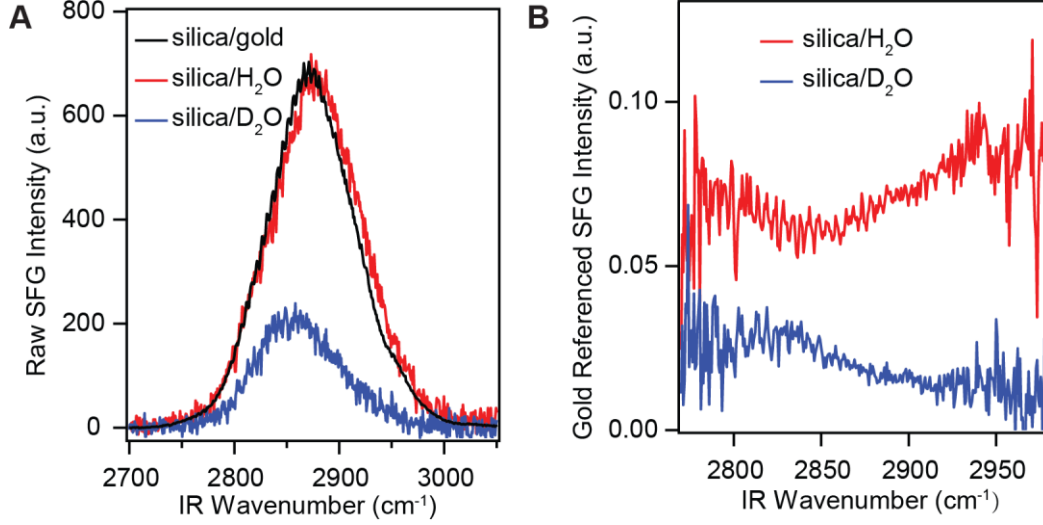 A
silica/gold
silica/H₂O
silica/D₂O
Raw SFG Intensity (a.u.)
800
600
400
200
0
2700
2800
2900
3000
IR Wavenumber (cm⁻¹)
B
silica/H₂O
silica/D₂O
Gold Referenced SFG Intensity (a.u.)
0.10
0.05
0.00
2800
2850
2900
2950
IR Wavenumber (cm⁻¹)